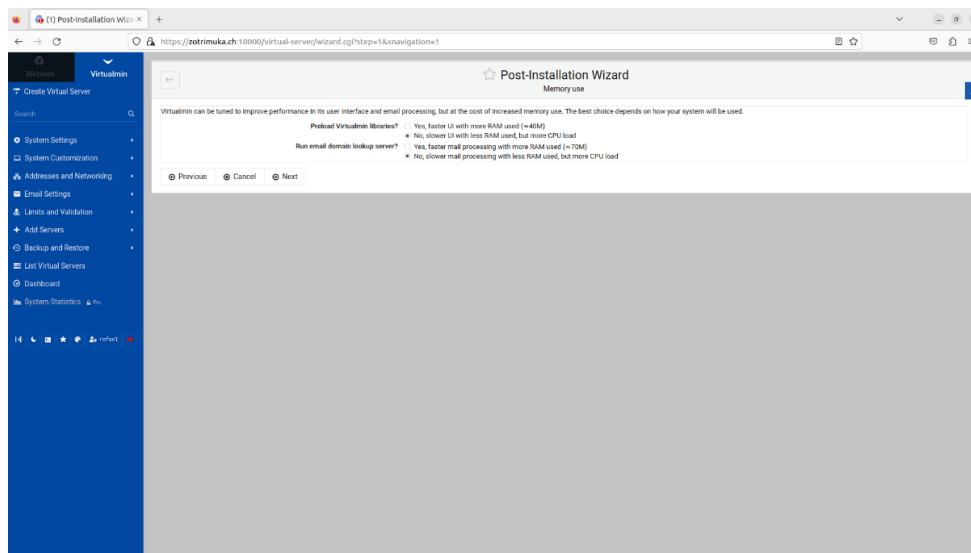 (1) Post-Installation Wiza
https://zotrimuka.ch:10000/virtual-server/wizard.cgi?step=1&xnavigation=1
Webmin
Virtualmin
Create Virtual Server
Search
System Settings
System Customization
Addresses and Networking
Email Settings
Limits and Validation
Add Servers
Backup and Restore
List Virtual Servers
Dashboard
System Statistics Pro
rafael
Post-Installation Wizard
Memory use
Virtualmin can be tuned to improve performance in its user interface and email processing, but at the cost of increased memory use. The best choice depends on how your system will be used.
Preload Virtualmin libraries? Yes, faster UI with more RAM used (≈40M)
No, slower UI with less RAM used, but more CPU load
Run email domain lookup server? Yes, faster mail processing with more RAM used (≈70M)
No, slower mail processing with less RAM used, but more CPU load
Previous Cancel Next